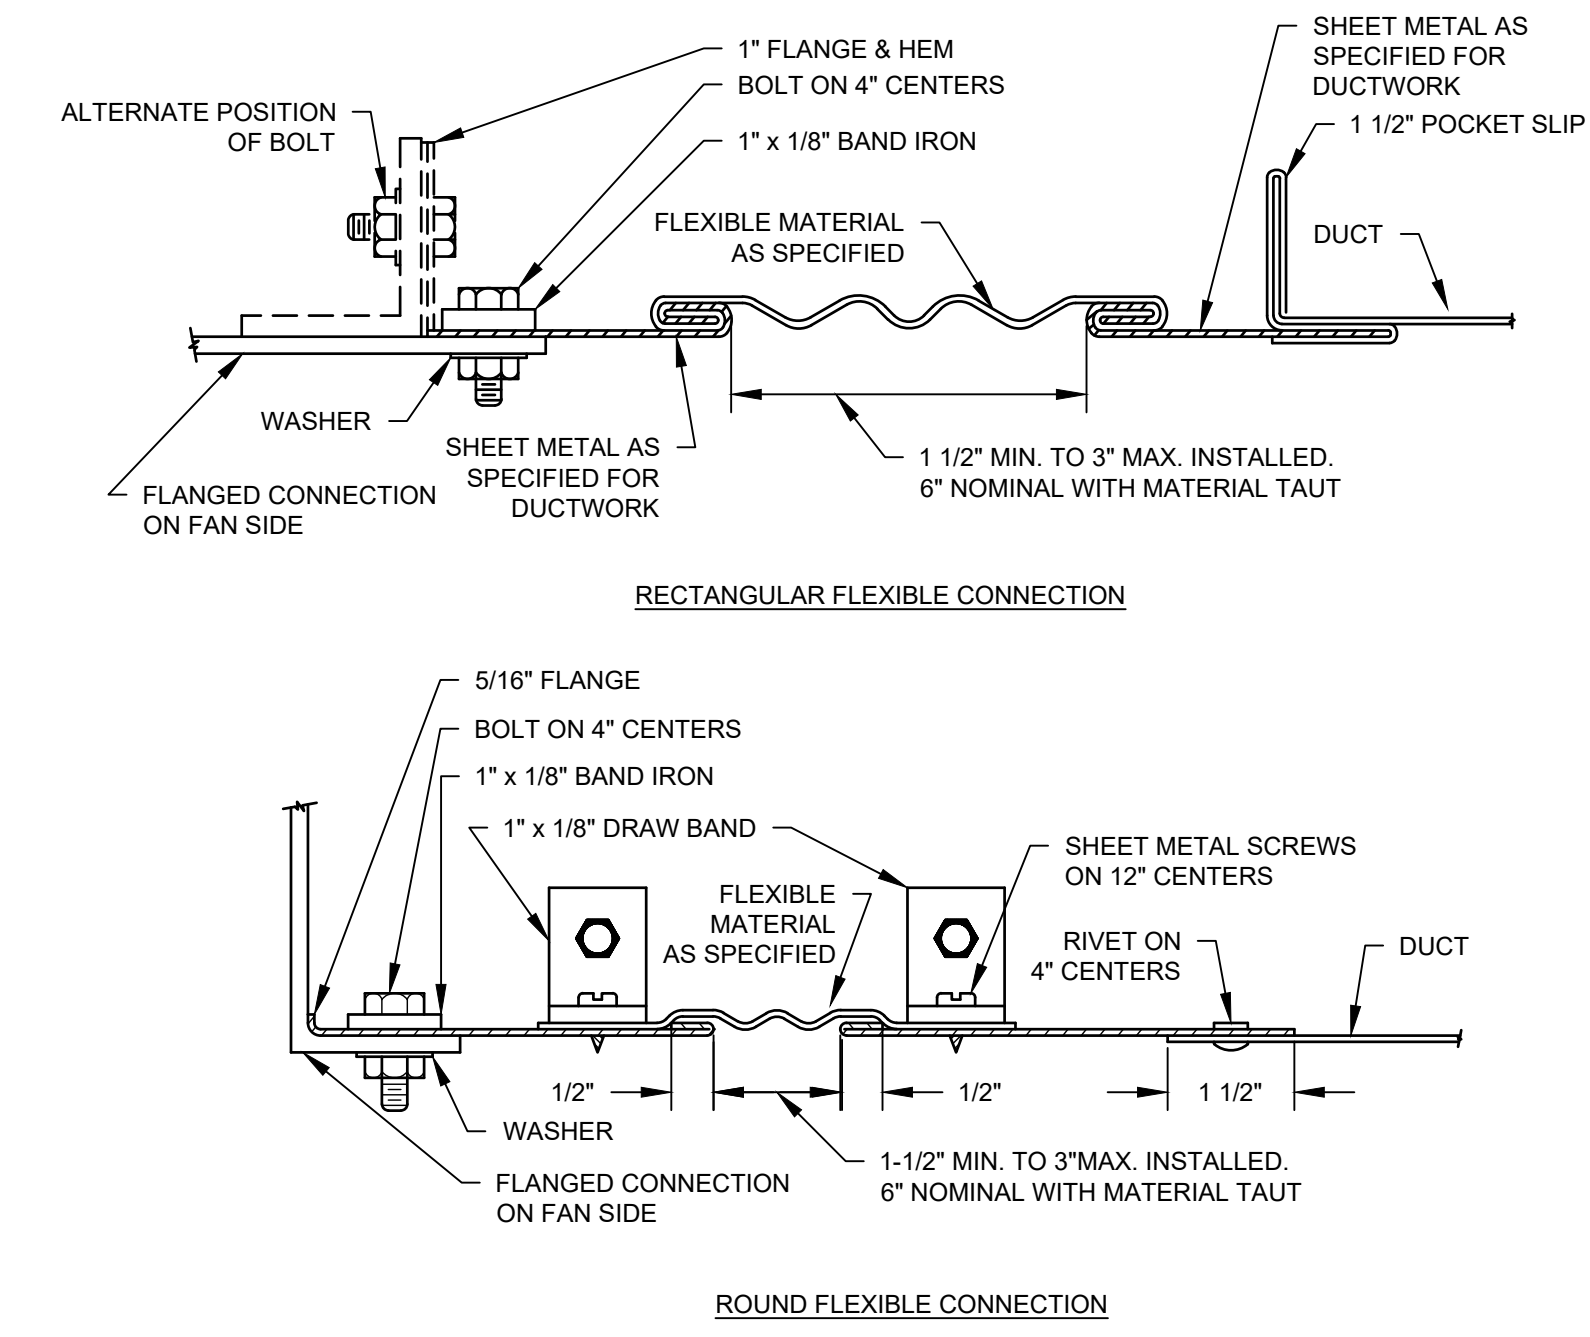 SHEET METAL AS
SPECIFIED FOR
DUCTWORK
1" FLANGE & HEM
BOLT ON 4" CENTERS
ALTERNATE POSITION
OF BOLT
1 1/2" POCKET SLIP
1" x 1/8" BAND IRON
FLEXIBLE MATERIAL
AS SPECIFIED
DUCT
WASHER
SHEET METAL AS
SPECIFIED FOR
DUCTWORK
1 1/2" MIN. TO 3" MAX. INSTALLED.
6" NOMINAL WITH MATERIAL TAUT
FLANGED CONNECTION
ON FAN SIDE
RECTANGULAR FLEXIBLE CONNECTION
5/16" FLANGE
BOLT ON 4" CENTERS
1" x 1/8" BAND IRON
1" x 1/8" DRAW BAND
SHEET METAL SCREWS
ON 12" CENTERS
FLEXIBLE
MATERIAL
AS SPECIFIED
RIVET ON
4" CENTERS
DUCT
1/2"
1/2"
1 1/2"
WASHER
1-1/2" MIN. TO 3"MAX. INSTALLED.
6" NOMINAL WITH MATERIAL TAUT
FLANGED CONNECTION
ON FAN SIDE
ROUND FLEXIBLE CONNECTION